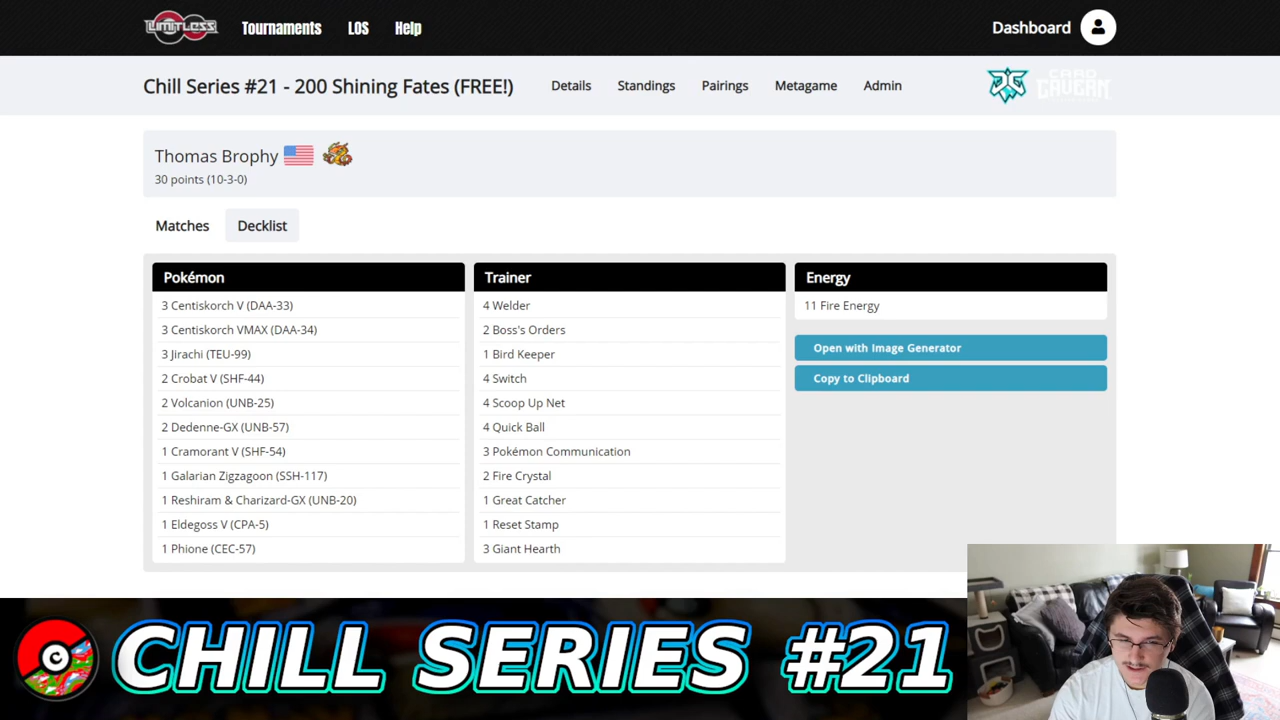 LIMITLESS
Tournaments
LOS
Help
Dashboard
Chill Series #21 - 200 Shining Fates (FREE!)
Details
Standings
Pairings
Metagame
Admin
CARD
CAVERN
Thomas Brophy
30 points (10-3-0)
Matches
Decklist
Pokémon
3 Centiskorch V (DAA-33)
3 Centiskorch VMAX (DAA-34)
3 Jirachi (TEU-99)
2 Crobat V (SHF-44)
2 Volcanion (UNB-25)
2 Dedenne-GX (UNB-57)
1 Cramorant V (SHF-54)
1 Galarian Zigzagoon (SSH-117)
1 Reshiram & Charizard-GX (UNB-20)
1 Eldegoss V (CPA-5)
1 Phione (CEC-57)
Trainer
4 Welder
2 Boss's Orders
1 Bird Keeper
4 Switch
4 Scoop Up Net
4 Quick Ball
3 Pokémon Communication
2 Fire Crystal
1 Great Catcher
1 Reset Stamp
3 Giant Hearth
Energy
11 Fire Energy
Open with Image Generator
Copy to Clipboard
C CHILL SERIES #21